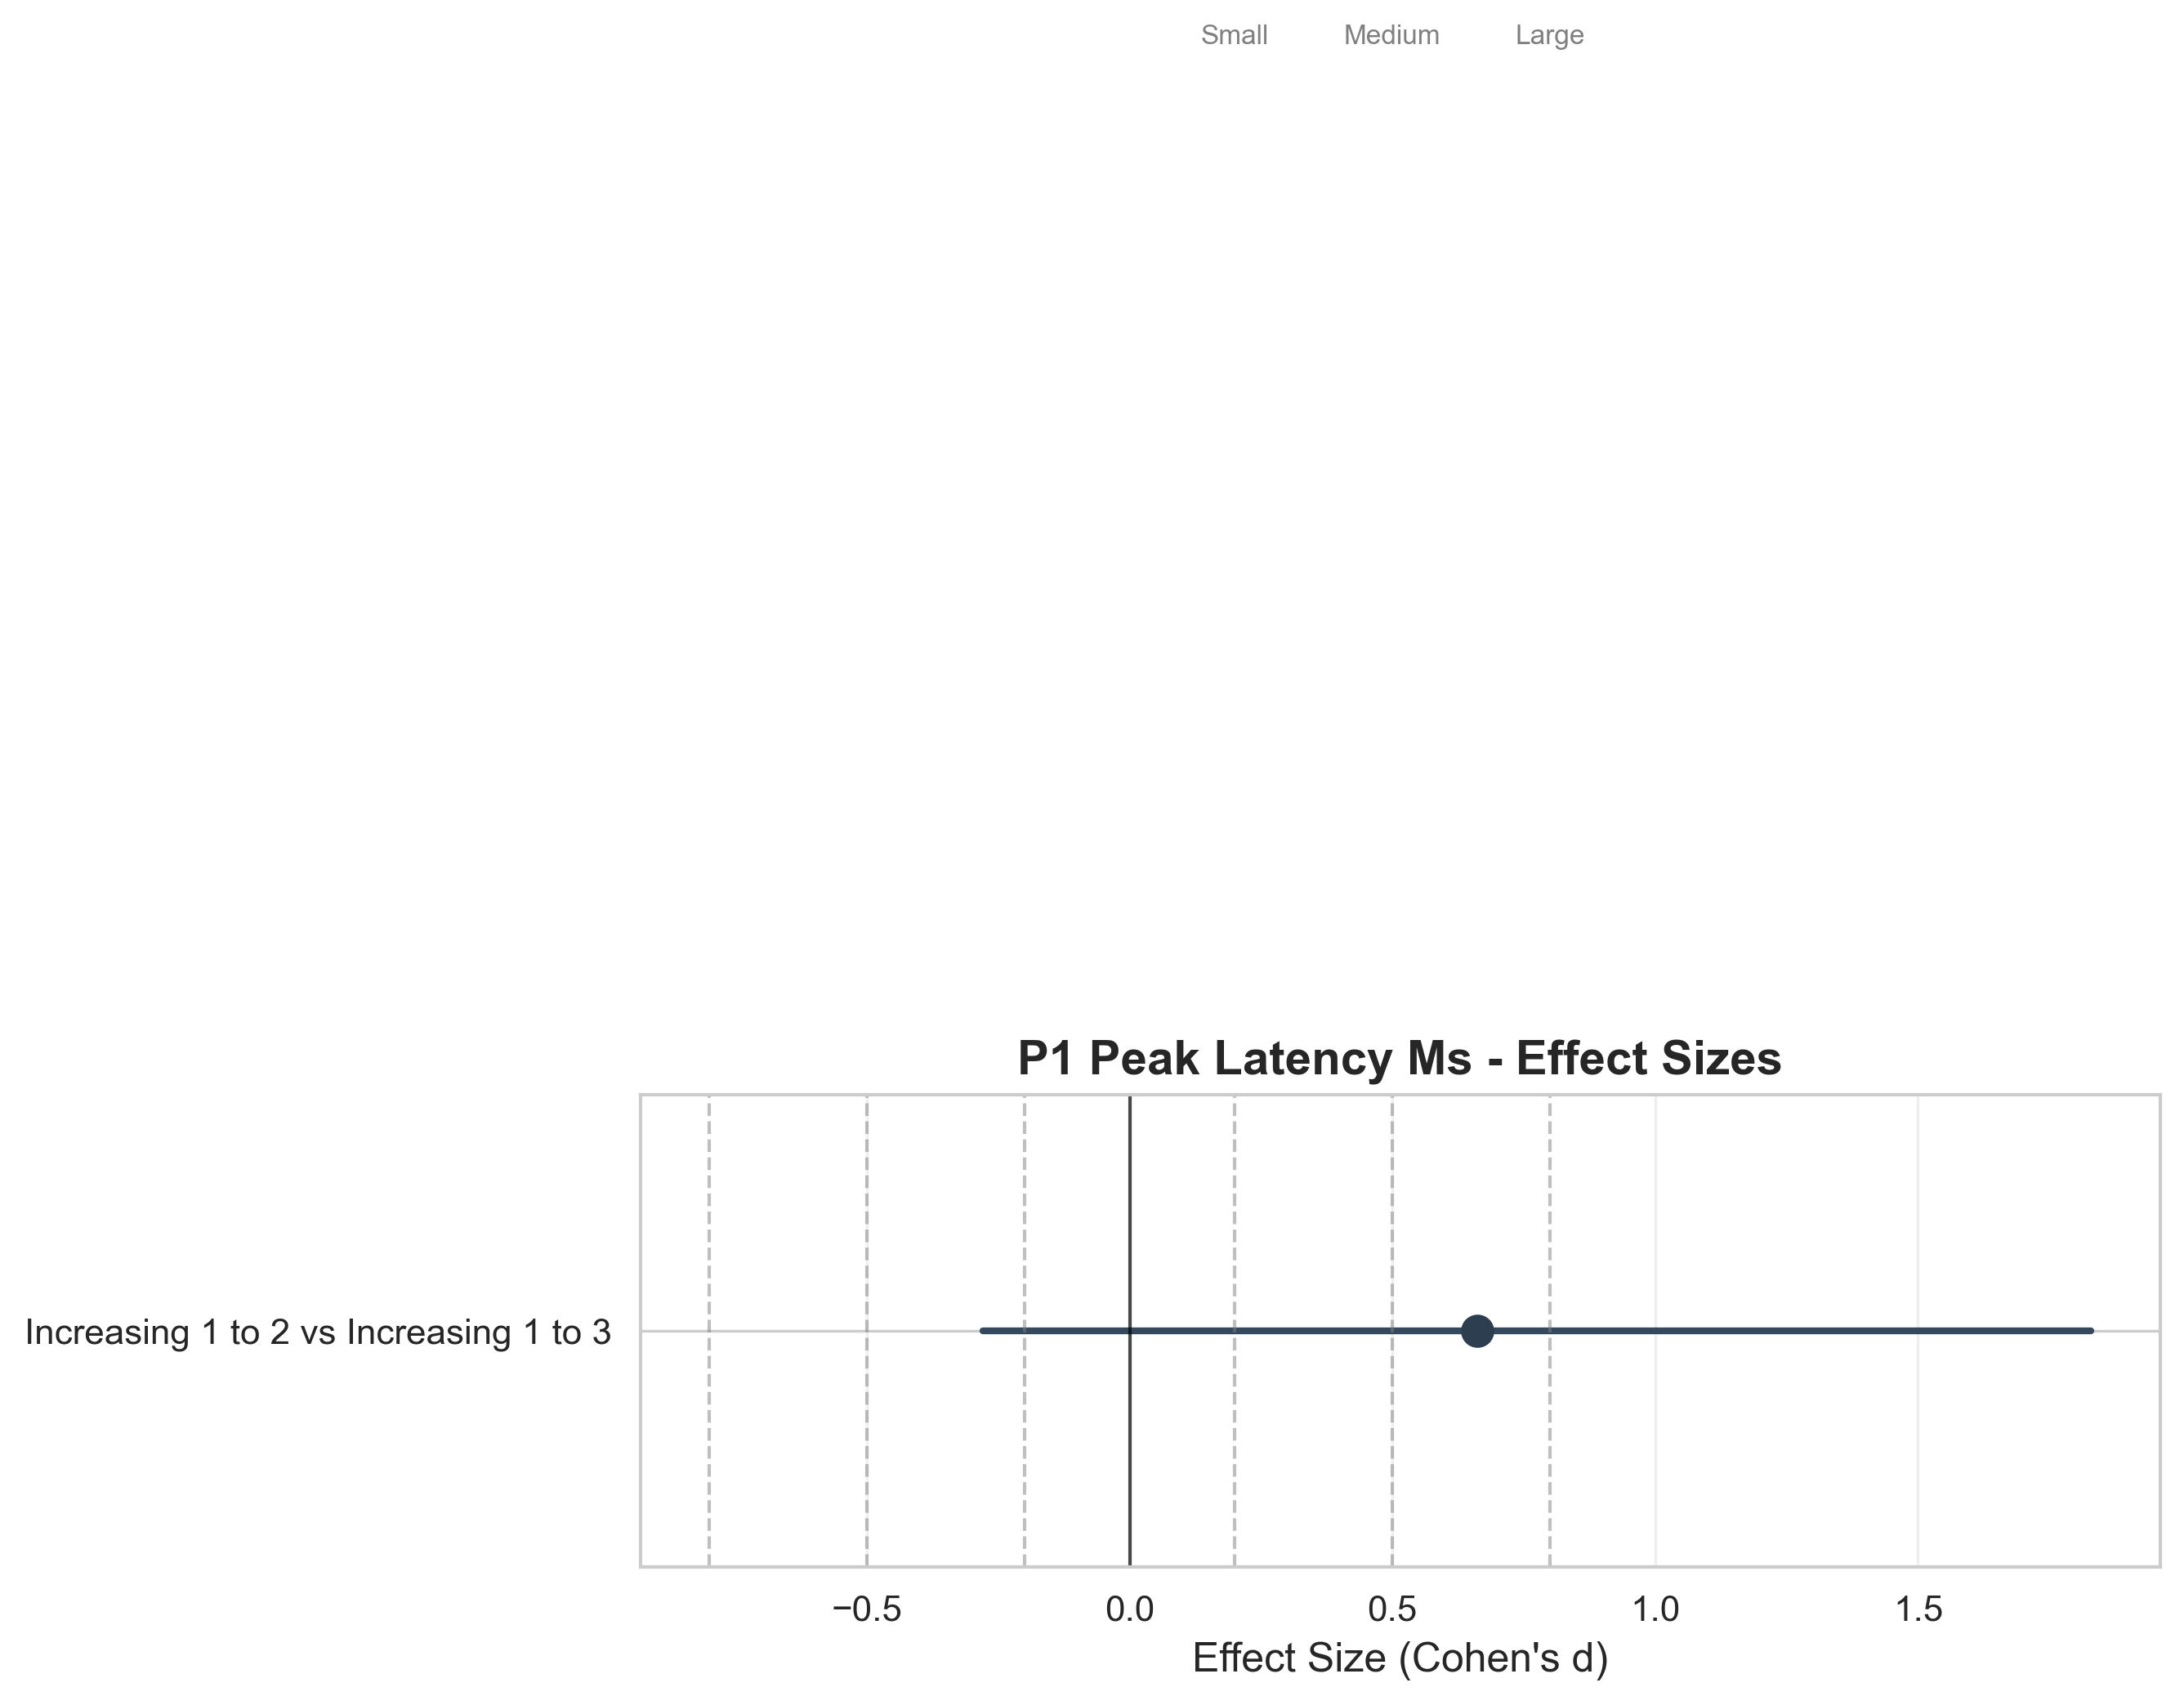 Small Medium Large
P1 Peak Latency Ms - Effect Sizes
Increasing 1 to 2 vs Increasing 1 to 3
−0.5 0.0 0.5 1.0 1.5
Effect Size (Cohen's d)